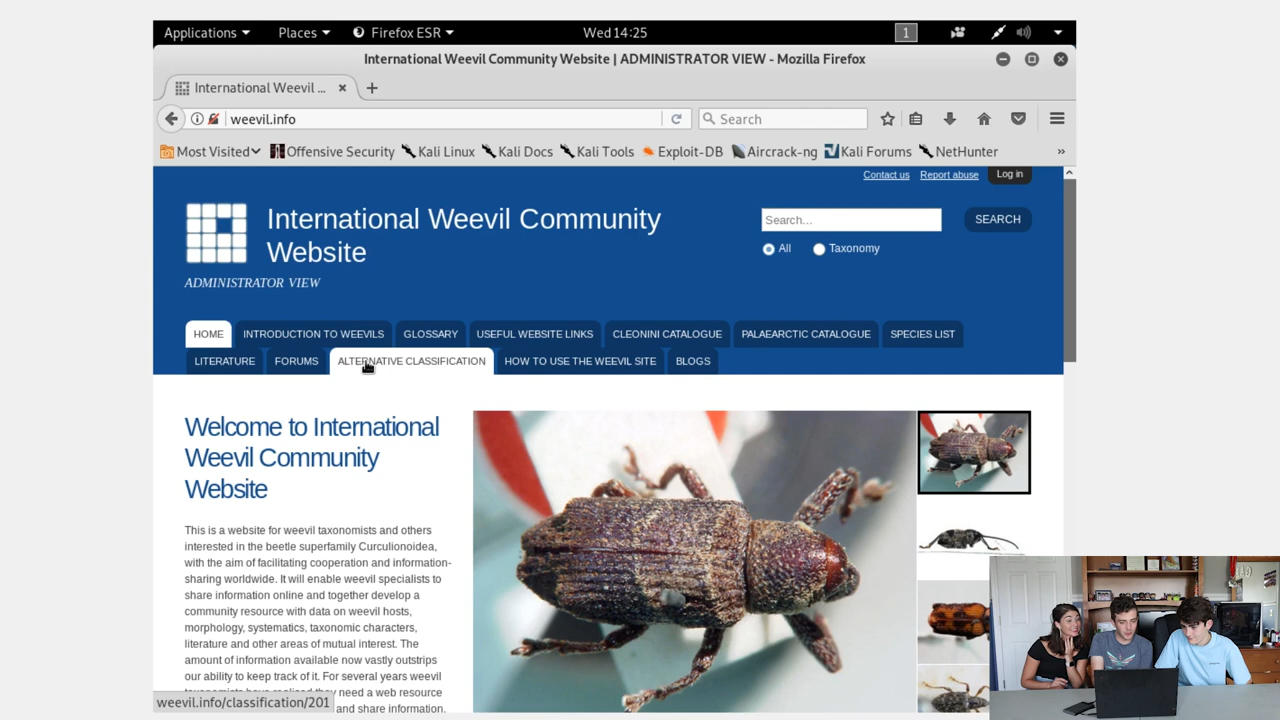 Applications Places Firefox ESR Wed 14:25 1
International Weevil Community Website | ADMINISTRATOR VIEW - Mozilla Firefox
International Weevil ...
weevil.info Search
Most Visited Offensive Security Kali Linux Kali Docs Kali Tools Exploit-DB Aircrack-ng Kali Forums NetHunter »
Contact us Report abuse Log in
International Weevil Community
Website
Search... SEARCH
All Taxonomy
ADMINISTRATOR VIEW
HOME INTRODUCTION TO WEEVILS GLOSSARY USEFUL WEBSITE LINKS CLEONINI CATALOGUE PALAEARCTIC CATALOGUE SPECIES LIST
LITERATURE FORUMS ALTERNATIVE CLASSIFICATION HOW TO USE THE WEEVIL SITE BLOGS
Welcome to International
Weevil Community
Website
This is a website for weevil taxonomists and others
interested in the beetle superfamily Curculionoidea,
with the aim of facilitating cooperation and information-
sharing worldwide. It will enable weevil specialists to
share information online and together develop a
community resource with data on weevil hosts,
morphology, systematics, taxonomic characters,
literature and other areas of mutual interest. The
amount of information available now vastly outstrips
our ability to keep track of it. For several years weevil
need a web resource
weevil.info/classification/201 and share information.